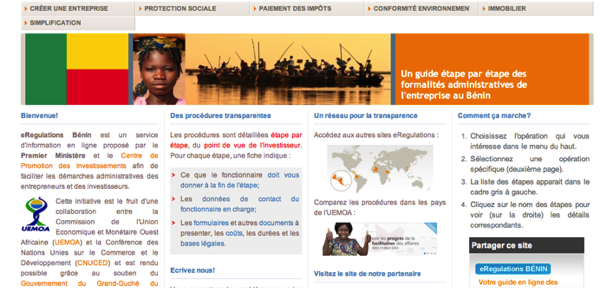 CRÉER UNE ENTREPRISE
PROTECTION SOCIALE
PAIEMENT DES IMPÔTS
CONFORMITÉ ENVIRONNEMEN
IMMOBILIER
SIMPLIFICATION
Un guide étape par étape des
formalités administratives de
l'entreprise au Bénin
Bienvenue!
eRegulations Bénin est un service
d'information en ligne proposé par le
Premier Ministère et le Centre de
Promotion des Investissements afin de
faciliter les démarches administratives des
entrepreneurs et des investisseurs.
Cette initiative est le fruit d'une
collaboration entre la
Commission de l'Union
Economique et Monétaire Ouest
Africaine (UEMOA) et la Conférence des
Nations Unies sur le Commerce et le
Développement (CNUCED) et est rendu
possible grâce au soutien du
Gouvernement du Grand-Duché du
UEMOA
Des procédures transparentes
Les procédures sont détaillées étape par
étape, du point de vue de l'investisseur.
Pour chaque étape, une fiche indique :
Ce que le fonctionnaire doit vous
donner à la fin de l'étape;
Les données de contact du
fonctionnaire en charge;
Les formulaires et autres documents à
présenter, les coûts, les durées et les
bases légales.
Ecrivez nous!
Un réseau pour la transparence
Accédez aux autres sites eRegulations :
Comparez les procédures dans les pays
de l'UEMOA :
les progrès de la
facilitation des affaires
Visitez le site de notre partenaire
Comment ça marche?
1. Choisissez l'opération qui vous
intéresse dans le menu du haut.
2. Sélectionnez une opération
spécifique (deuxième page).
3. La liste des étapes apparait dans le
cadre gris à gauche.
4. Cliquez sur le nom des étapes pour
voir (sur la droite) les détails
correspondants.
Partager ce site
eRegulations BÉNIN
Votre guide en ligne des